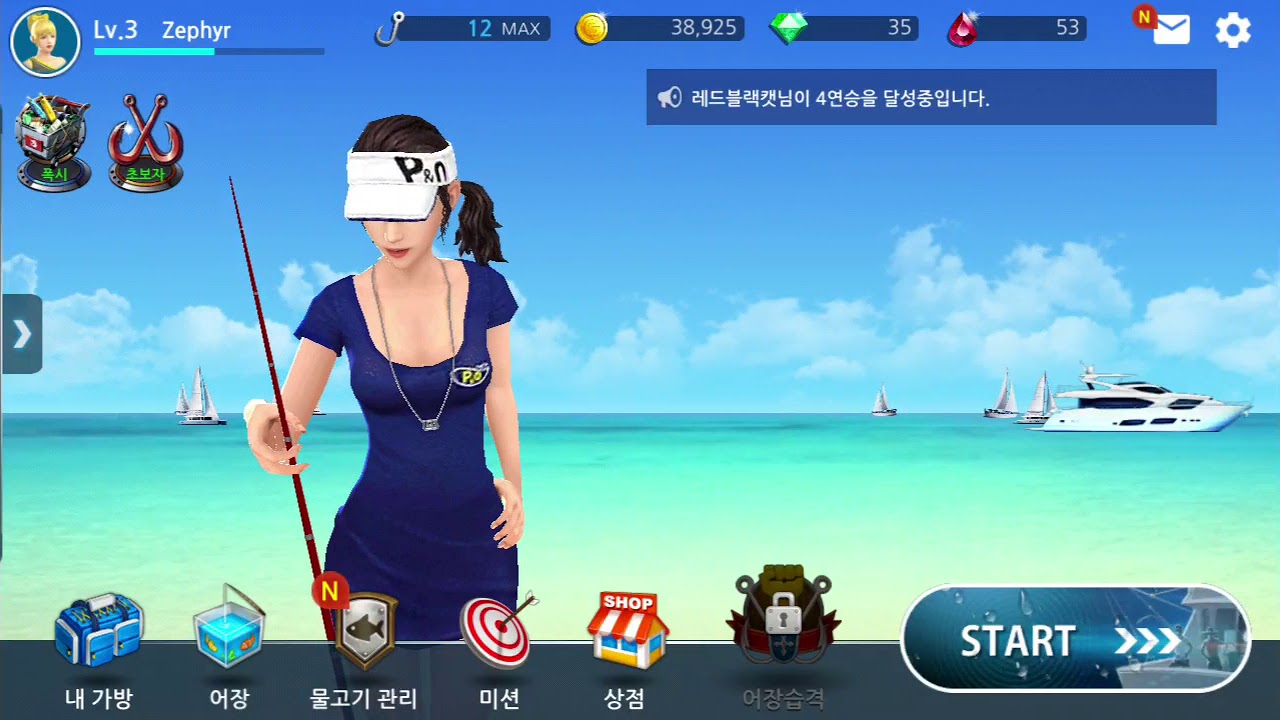 Lv.3 Zephyr
12 MAX
38,925
35
53
N
레드블랙캣님이 4연승을 달성중입니다.
3
폭시
초보자
P&O
P&O
N
SHOP
START
내 가방
어장
물고기 관리
미션
상점
어장습격